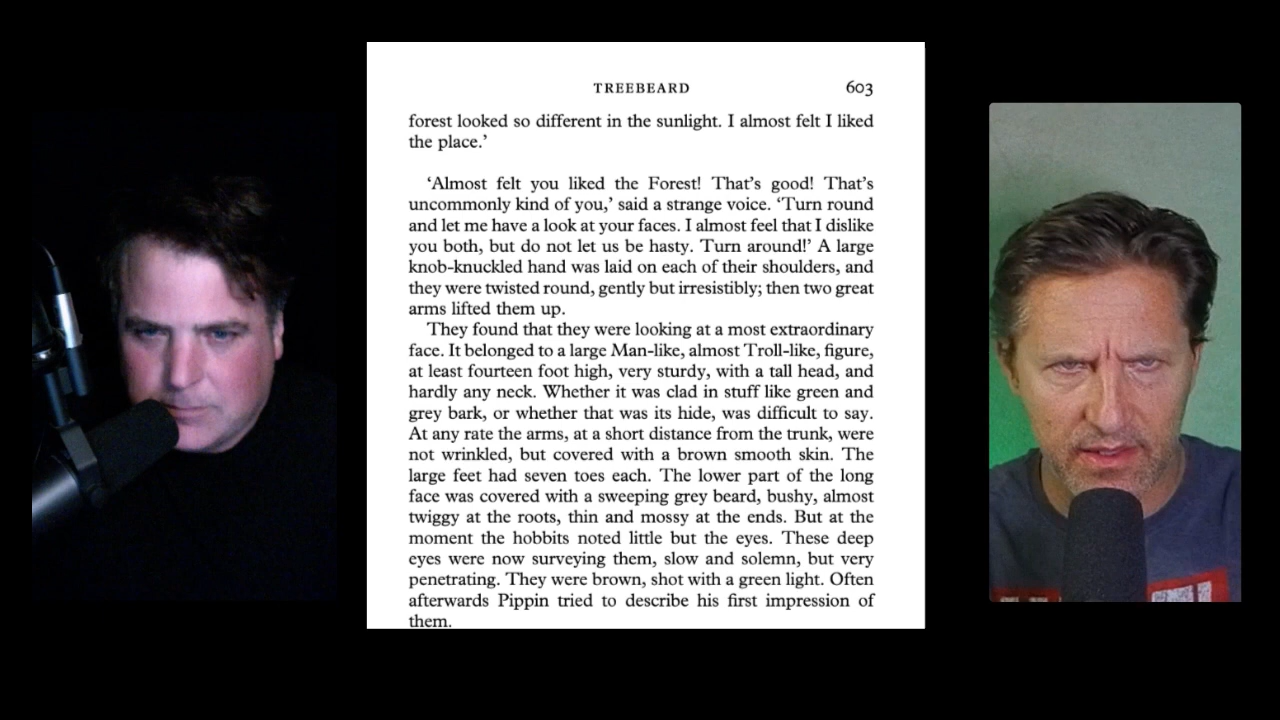 TREEBEARD 603
forest looked so different in the sunlight. I almost felt I liked
the place.’
‘Almost felt you liked the Forest! That’s good! That’s
uncommonly kind of you,’ said a strange voice. ‘Turn round
and let me have a look at your faces. I almost feel that I dislike
you both, but do not let us be hasty. Turn around!’ A large
knob-knuckled hand was laid on each of their shoulders, and
they were twisted round, gently but irresistibly; then two great
arms lifted them up.
They found that they were looking at a most extraordinary
face. It belonged to a large Man-like, almost Troll-like, figure,
at least fourteen foot high, very sturdy, with a tall head, and
hardly any neck. Whether it was clad in stuff like green and
grey bark, or whether that was its hide, was difficult to say.
At any rate the arms, at a short distance from the trunk, were
not wrinkled, but covered with a brown smooth skin. The
large feet had seven toes each. The lower part of the long
face was covered with a sweeping grey beard, bushy, almost
twiggy at the roots, thin and mossy at the ends. But at the
moment the hobbits noted little but the eyes. These deep
eyes were now surveying them, slow and solemn, but very
penetrating. They were brown, shot with a green light. Often
afterwards Pippin tried to describe his first impression of
them.